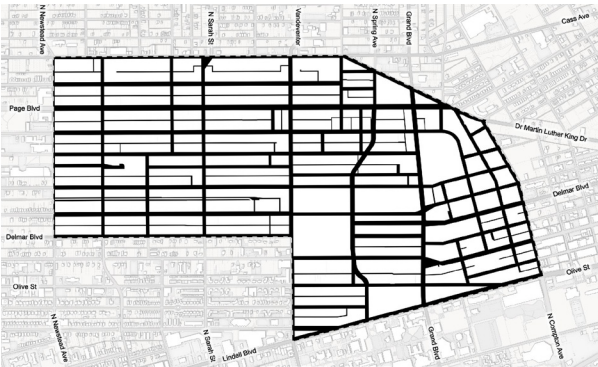 N Newstead Ave
N Sarah St
Vandeventer
N Spring Ave
Grand Blvd
Cass Ave
Page Blvd
Dr Martin Luther King Dr
Delmar Blvd
Delmar Blvd
Olive St
Olive St
N Newstead Ave
N Sarah St
Lindell Blvd
Grand Blvd
N Compton Ave